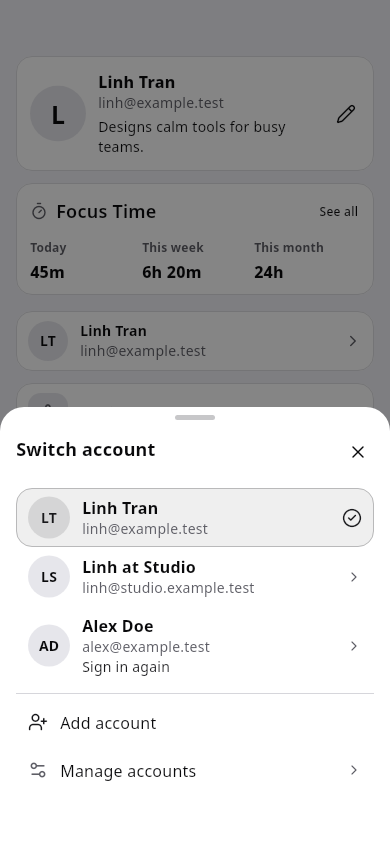 L
Linh Tran
linh@example.test
Designs calm tools for busy
teams.
Focus Time
See all
Today
This week
This month
45m
6h 20m
24h
LT
Linh Tran
linh@example.test
Switch account
LT
Linh Tran
linh@example.test
LS
Linh at Studio
linh@studio.example.test
AD
Alex Doe
alex@example.test
Sign in again
Add account
Manage accounts